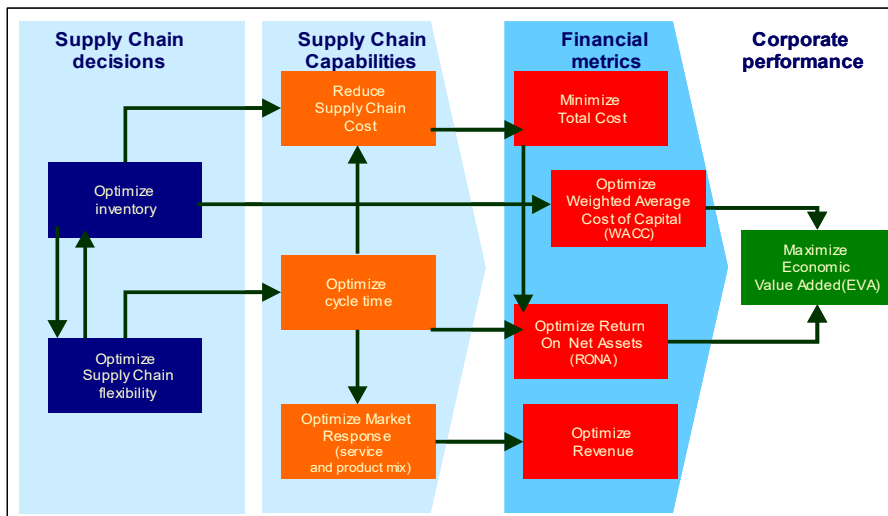 Supply Chain
decisions
Supply Chain
Capabilities
Financial
metrics
Corporate
performance
Reduce
Supply Chain
Cost
Minimize
Total Cost
Optimize
inventory
Optimize
Weighted Average
Cost of Capital
(WACC)
Maximize
Economic
Value Added(EVA)
Optimize
cycle time
Optimize Return
On Net Assets
(RONA)
Optimize
Supply Chain
flexibility
Optimize Market
Response
(service
and product mix)
Optimize
Revenue